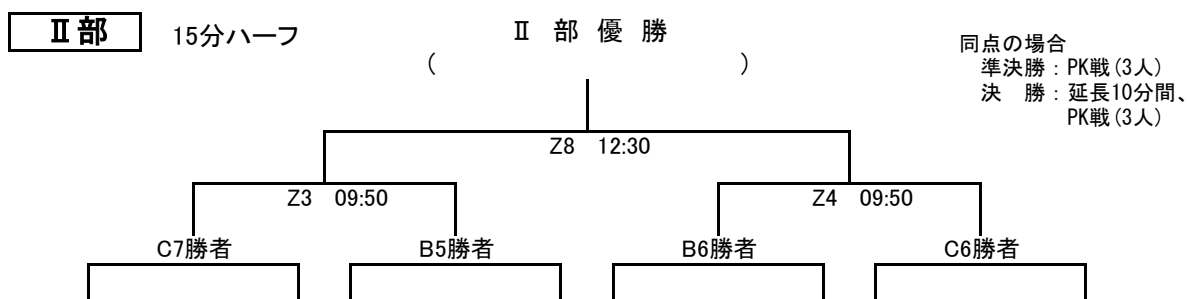 Ⅱ部 15分ハーフ
Ⅱ 部 優 勝
( )
同点の場合
準決勝：PK戦(3人)
決　勝：延長10分間、
PK戦(3人)
Z8 12:30
Z3 09:50 Z4 09:50
C7勝者 B5勝者 B6勝者 C6勝者